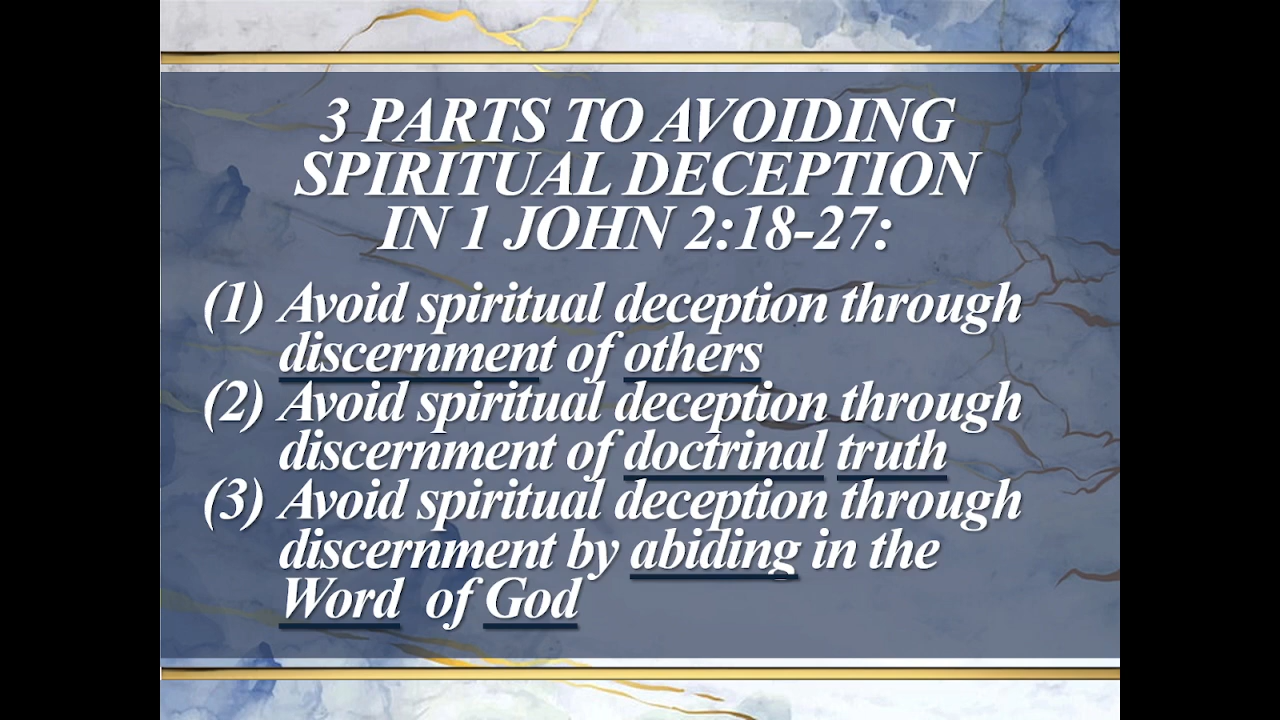 3 PARTS TO AVOIDING
SPIRITUAL DECEPTION
IN 1 JOHN 2:18-27:
(1) Avoid spiritual deception through
discernment of others
(2) Avoid spiritual deception through
discernment of doctrinal truth
(3) Avoid spiritual deception through
discernment by abiding in the
Word of God